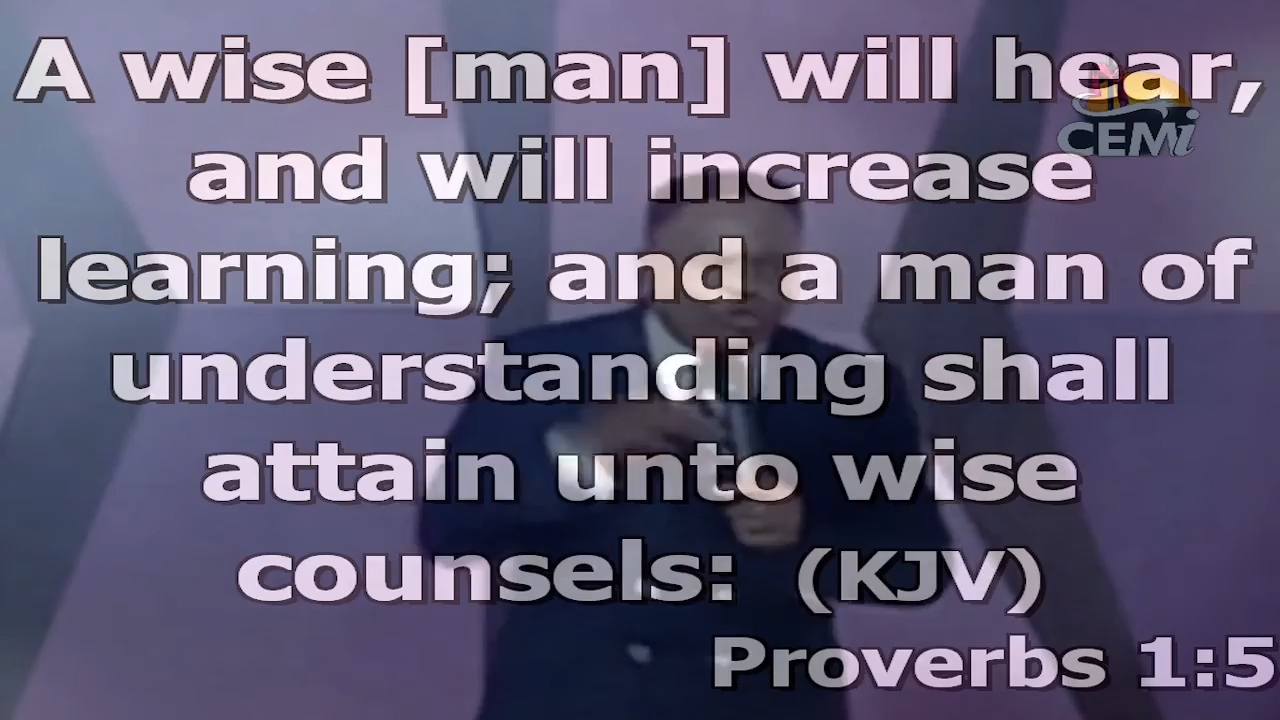 A wise [man] will hear,
CEMi
and will increase
learning; and a man of
understanding shall
attain unto wise
counsels: (KJV)
Proverbs 1:5